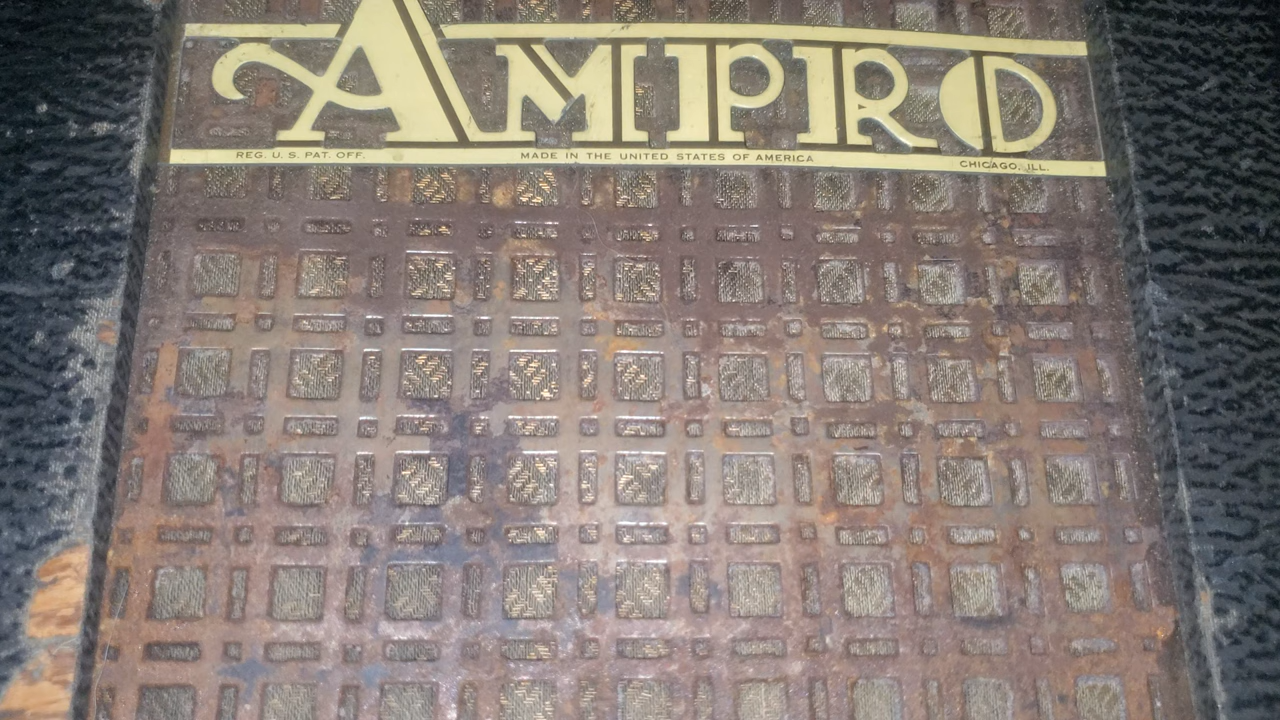 AMPRO
REG. U. S. PAT. OFF. MADE IN THE UNITED STATES OF AMERICA CHICAGO, ILL.